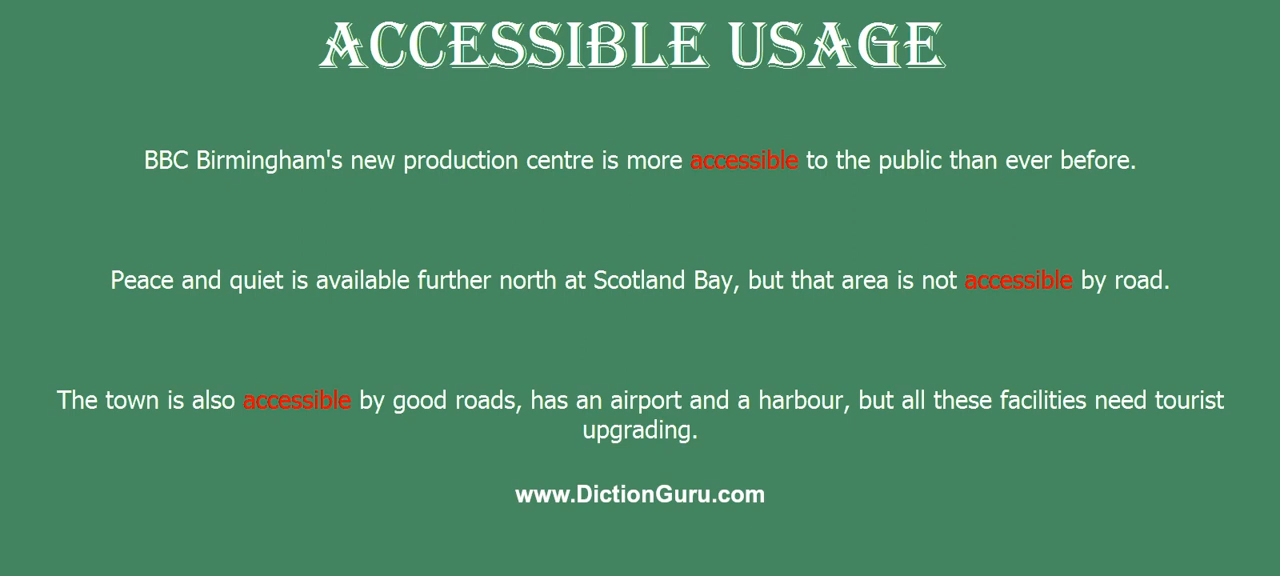 ACCESSIBLE USAGE
BBC Birmingham's new production centre is more accessible to the public than ever before.
Peace and quiet is available further north at Scotland Bay, but that area is not accessible by road.
The town is also accessible by good roads, has an airport and a harbour, but all these facilities need tourist
upgrading.
www.DictionGuru.com